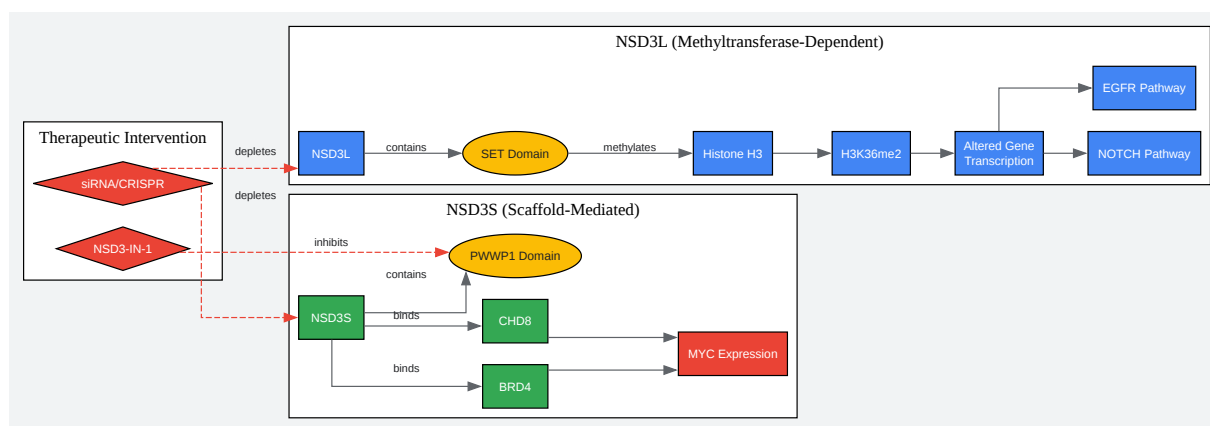 NSD3L (Methyltransferase-Dependent)
EGFR Pathway
Therapeutic Intervention
depletes
NSD3L
contains
SET Domain
methylates
Histone H3
H3K36me2
Altered Gene
Transcription
NOTCH Pathway
siRNA/CRISPR
depletes
NSD3S (Scaffold-Mediated)
NSD3-IN-1
inhibits
PWWP1 Domain
contains
NSD3S
binds
CHD8
MYC Expression
binds
BRD4